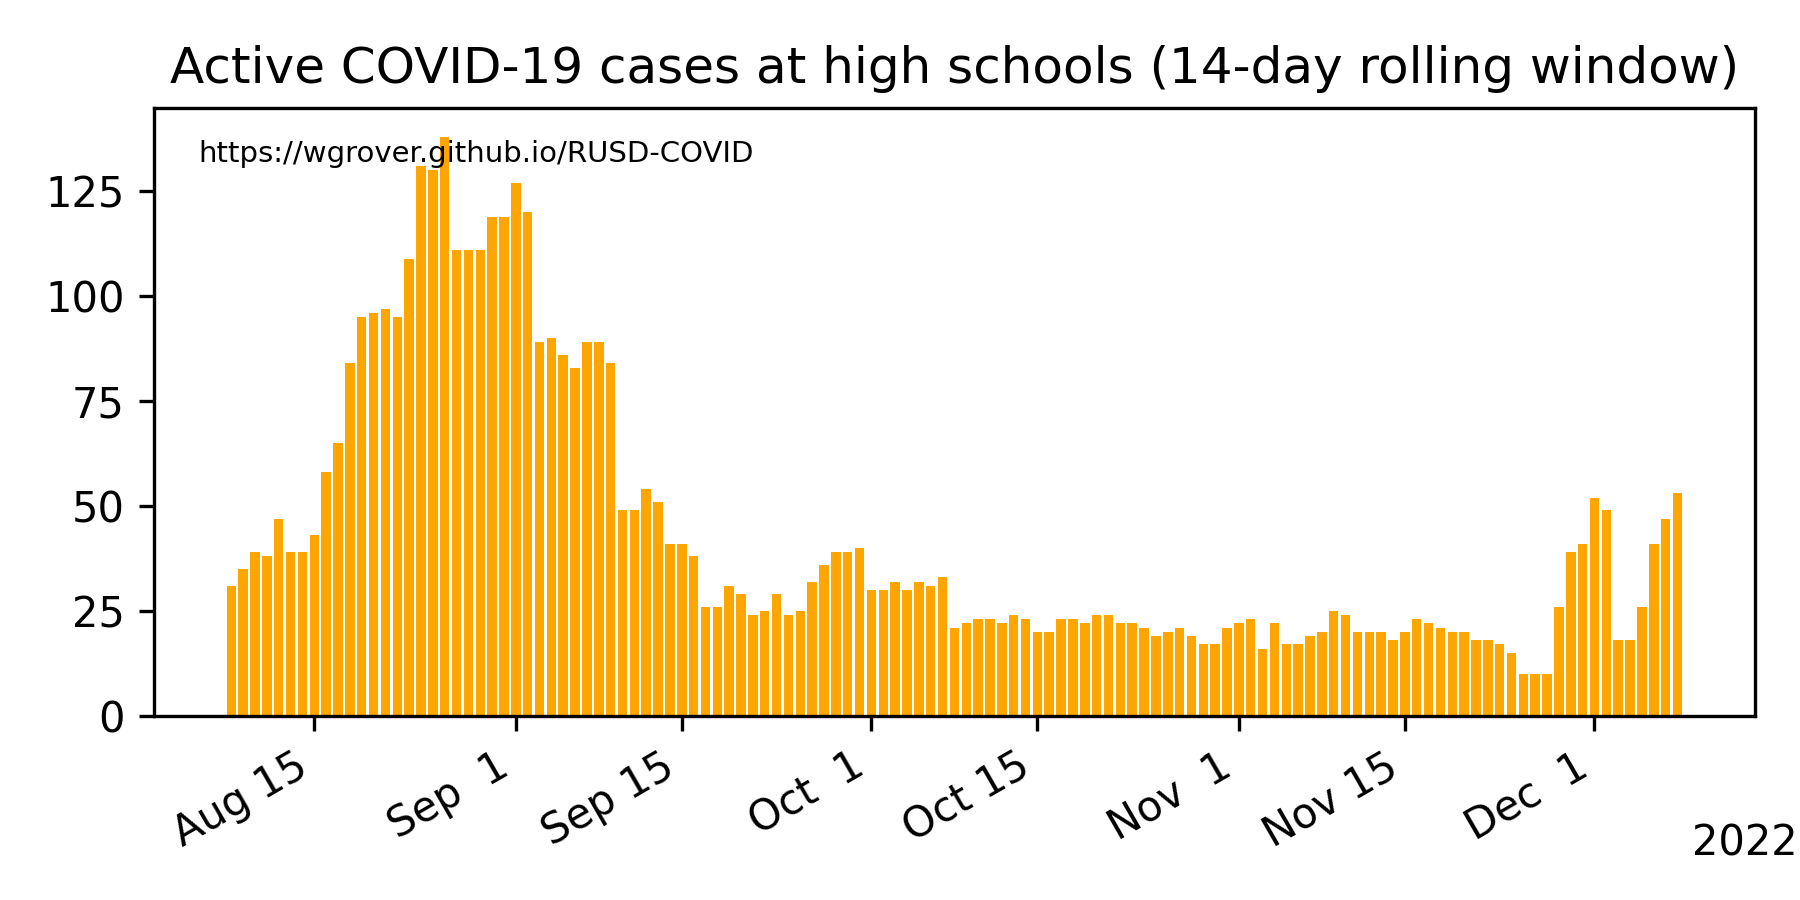 Active COVID-19 cases at high schools (14-day rolling window)
https://wgrover.github.io/RUSD-COVID
125
100
75
50
25
0
Aug 15
Sep 1
Sep 15
Oct 1
Oct 15
Nov 1
Nov 15
Dec 1
2022